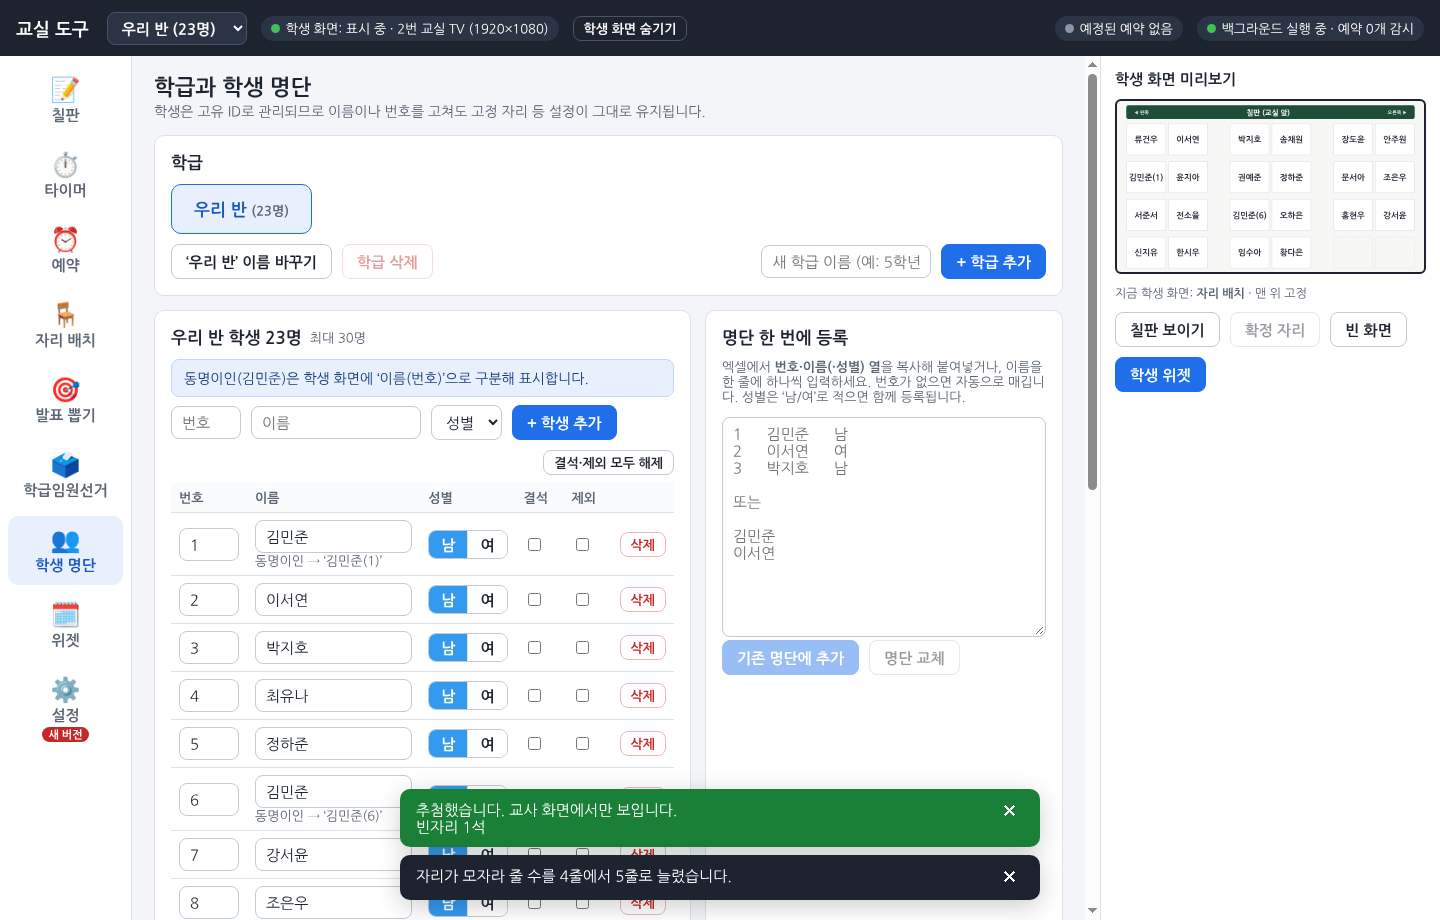 교실 도구
우리 반 (23명)
학생 화면: 표시 중 · 2번 교실 TV (1920×1080)
학생 화면 숨기기
예정된 예약 없음
백그라운드 실행 중 · 예약 0개 감시
칠판
타이머
예약
자리 배치
발표 뽑기
학급임원선거
학생 명단
위젯
설정
새 버전
학급과 학생 명단
학생은 고유 ID로 관리되므로 이름이나 번호를 고쳐도 고정 자리 등 설정이 그대로 유지됩니다.
학급
우리 반 (23명)
‘우리 반’ 이름 바꾸기
학급 삭제
새 학급 이름 (예: 5학년
+ 학급 추가
우리 반 학생 23명 최대 30명
동명이인(김민준)은 학생 화면에 ‘이름(번호)’으로 구분해 표시합니다.
번호
이름
성별
+ 학생 추가
결석·제외 모두 해제
번호 이름 성별 결석 제외
1 김민준 남 여 삭제
동명이인 → ‘김민준(1)’
2 이서연 남 여 삭제
3 박지호 남 여 삭제
4 최유나 남 여 삭제
5 정하준 남 여 삭제
6 김민준
동명이인 → ‘김민준(6)’
7 강서윤 남 여 삭제
8 조은우 남 여 삭제
명단 한 번에 등록
엑셀에서 번호·이름(·성별) 열을 복사해 붙여넣거나, 이름을
한 줄에 하나씩 입력하세요. 번호가 없으면 자동으로 매깁니
다. 성별은 ‘남/여’로 적으면 함께 등록됩니다.
1 김민준 남
2 이서연 여
3 박지호 남
또는
김민준
이서연
기존 명단에 추가
명단 교체
추첨했습니다. 교사 화면에서만 보입니다.
빈자리 1석
자리가 모자라 줄 수를 4줄에서 5줄로 늘렸습니다.
학생 화면 미리보기
칠판 (교실 앞)
류건우 이서연 박지호 송채원 장도윤 안주원
김민준(1) 윤지아 권예준 정하준 문서아 조은우
서준서 전소율 김민준(6) 오하은 홍현우 강서윤
신지유 한시우 임수아 황다은
지금 학생 화면: 자리 배치 · 맨 위 고정
칠판 보이기
확정 자리
빈 화면
학생 위젯